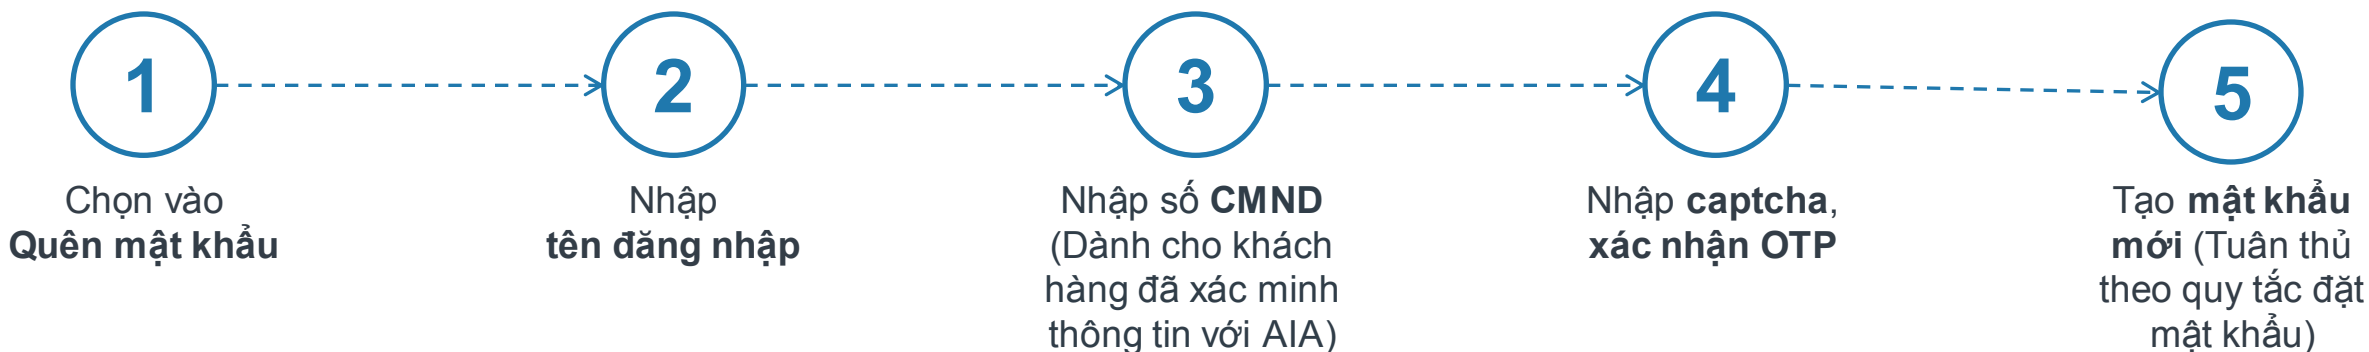 1
2
3
4
5
Chọn vào
Quên mật khẩu
Nhập
tên đăng nhập
Nhập số CMND
(Dành cho khách
hàng đã xác minh
thông tin với AIA)
Nhập captcha,
xác nhận OTP
Tạo mật khẩu
mới (Tuân thủ
theo quy tắc đặt
mật khẩu)